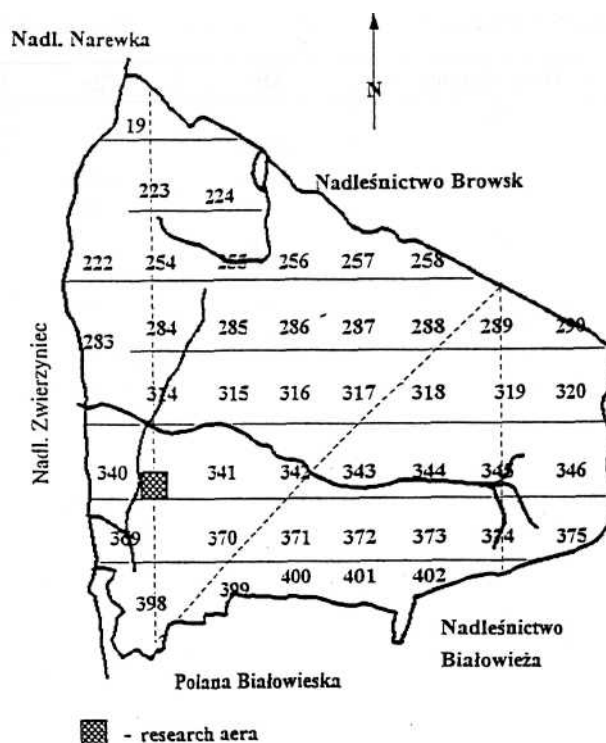 Nadl. Narewka
N
19
Nadleśnictwo Browsk
223 224
222 254 255 256 257 258
283 284 285 286 287 288 289 290
314 315 316 317 318 319 320
Nadl. Zwierzyniec
340 341 342 343 344 345 346
369 370 371 372 373 374 375
398 399 400 401 402
Nadleśnictwo
Białowieża
Polana Białowieska
- research aera